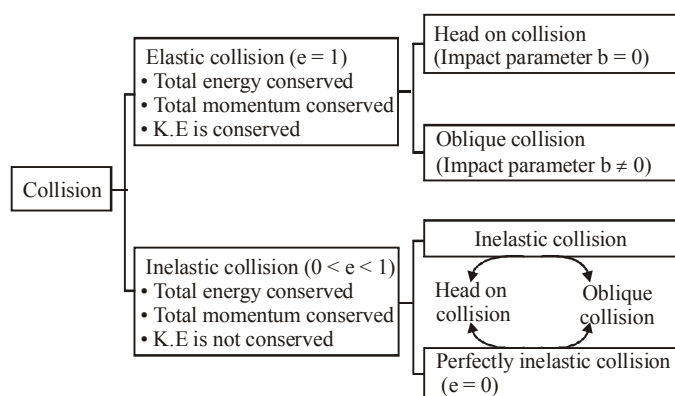 Collision
Elastic collision (e = 1)
• Total energy conserved
• Total momentum conserved
• K.E is conserved
Head on collision
(Impact parameter b = 0)
Oblique collision
(Impact parameter b ≠ 0)
Inelastic collision (0 < e < 1)
• Total energy conserved
• Total momentum conserved
• K.E is not conserved
Inelastic collision
Head on
collision
Oblique
collision
Perfectly inelastic collision
(e = 0)